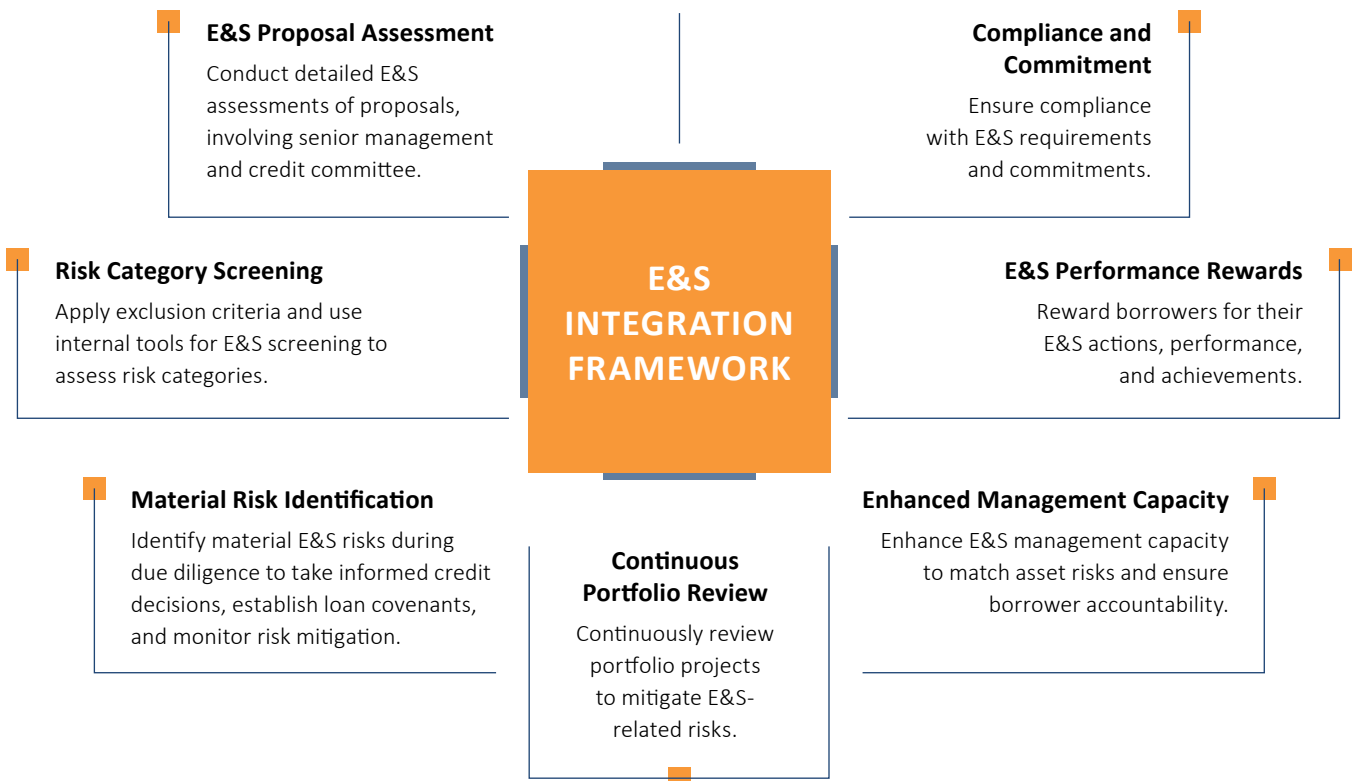 E&S Proposal Assessment
Conduct detailed E&S
assessments of proposals,
involving senior management
and credit committee.
Compliance and
Commitment
Ensure compliance
with E&S requirements
and commitments.
Risk Category Screening
Apply exclusion criteria and use
internal tools for E&S screening to
assess risk categories.
E&S
INTEGRATION
FRAMEWORK
E&S Performance Rewards
Reward borrowers for their
E&S actions, performance,
and achievements.
Material Risk Identification
Identify material E&S risks during
due diligence to take informed credit
decisions, establish loan covenants,
and monitor risk mitigation.
Continuous
Portfolio Review
Continuously review
portfolio projects
to mitigate E&S-
related risks.
Enhanced Management Capacity
Enhance E&S management capacity
to match asset risks and ensure
borrower accountability.